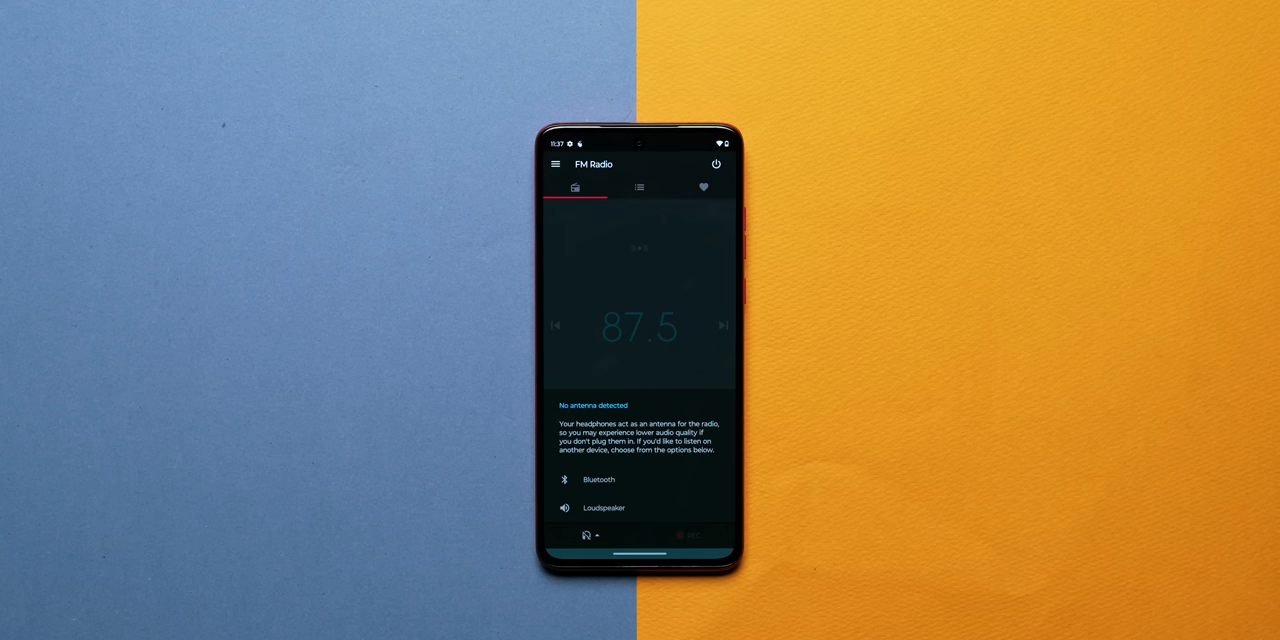 11:37
FM Radio
87.5
No antenna detected
Your headphones act as an antenna for the radio,
so you may experience lower audio quality if
you don't plug them in. If you'd like to listen on
another device, choose from the options below.
Bluetooth
Loudspeaker
REC